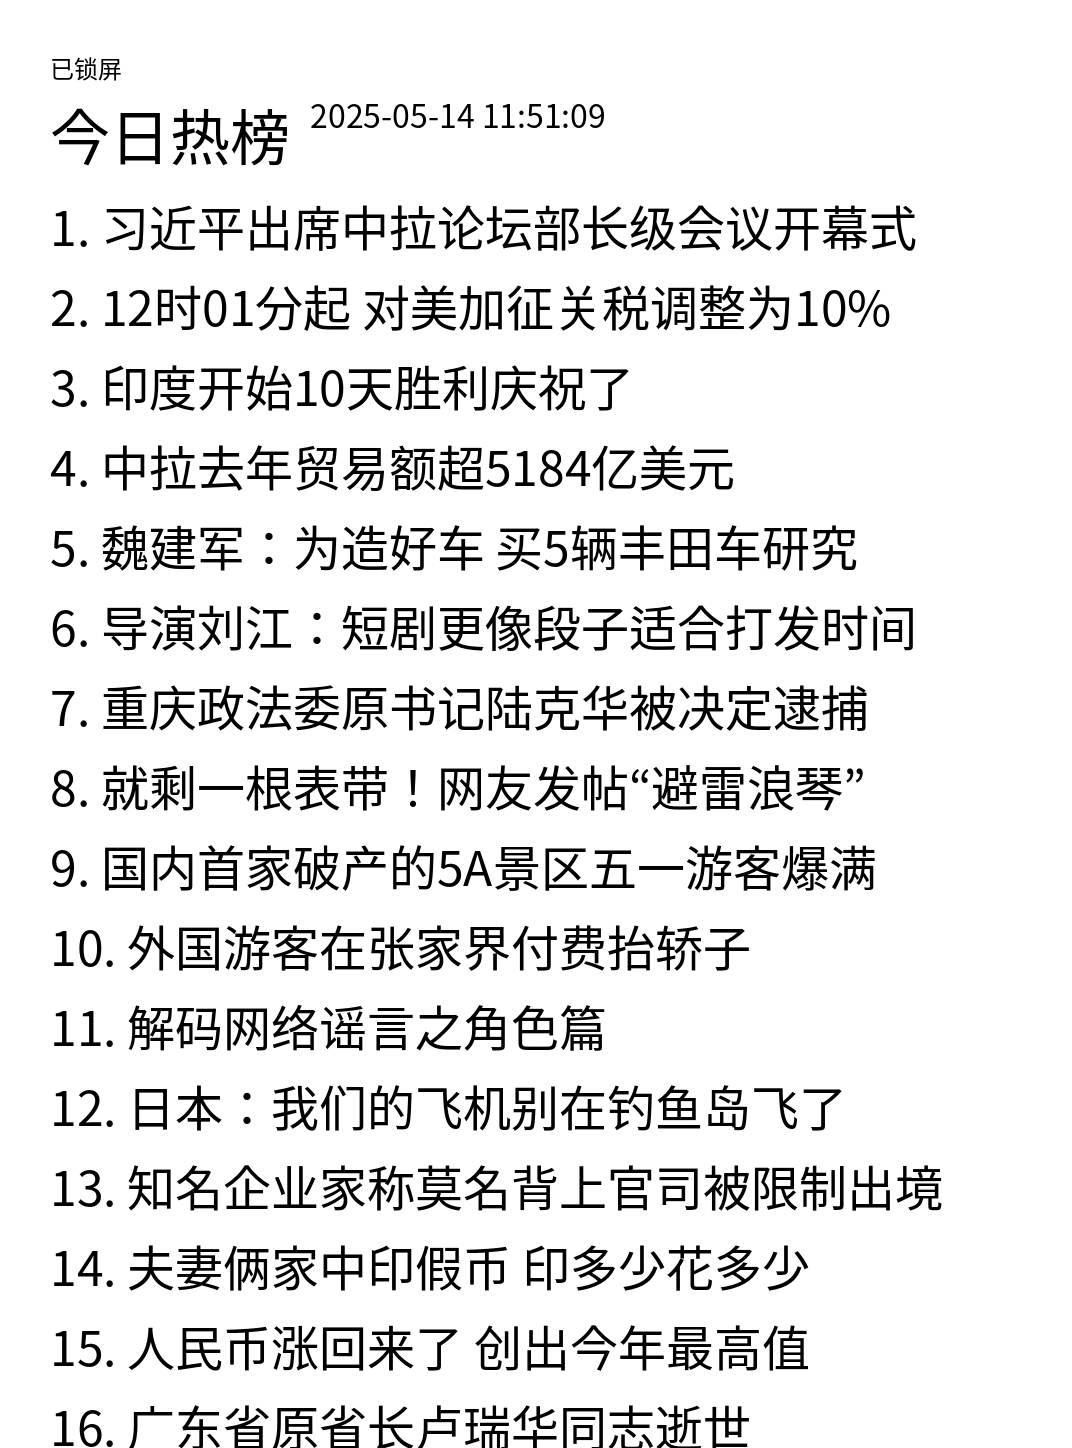 已锁屏
今日热榜 2025-05-14 11:51:09
1. 习近平出席中拉论坛部长级会议开幕式
2. 12时01分起 对美加征关税调整为10%
3. 印度开始10天胜利庆祝了
4. 中拉去年贸易额超5184亿美元
5. 魏建军：为造好车 买5辆丰田车研究
6. 导演刘江：短剧更像段子适合打发时间
7. 重庆政法委原书记陆克华被决定逮捕
8. 就剩一根表带！网友发帖“避雷浪琴”
9. 国内首家破产的5A景区五一游客爆满
10. 外国游客在张家界付费抬轿子
11. 解码网络谣言之角色篇
12. 日本：我们的飞机别在钓鱼岛飞了
13. 知名企业家称莫名背上官司被限制出境
14. 夫妻俩家中印假币 印多少花多少
15. 人民币涨回来了 创出今年最高值
16. 广东省原省长卢瑞华同志逝世